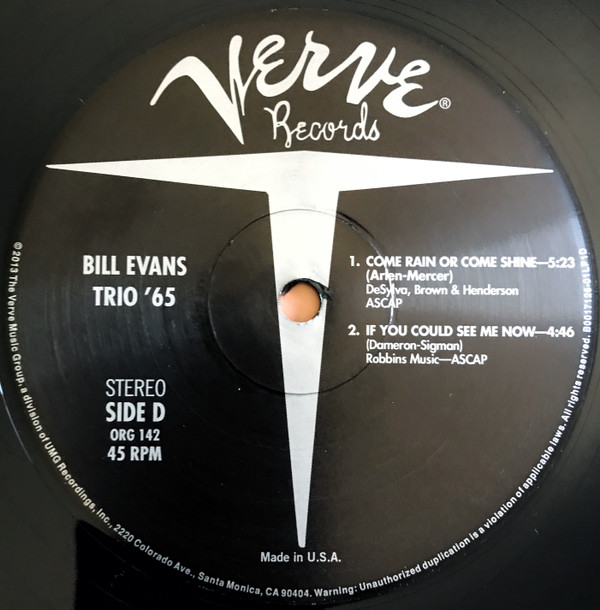 VERVE®
Records
BILL EVANS
TRIO '65
STEREO
SIDE D
ORG 142
45 RPM
1. COME RAIN OR COME SHINE—5:23
(Arlen-Mercer)
DeSylva, Brown & Henderson
ASCAP
2. IF YOU COULD SEE ME NOW—4:46
(Dameron-Sigman)
Robbins Music—ASCAP
Made in U.S.A.
©2013 The Verve Music Group, a division of UMG Recordings, Inc., 2220 Colorado Ave., Santa Monica, CA 90404. Warning: Unauthorized duplication is a violation of applicable laws. All rights reserved.